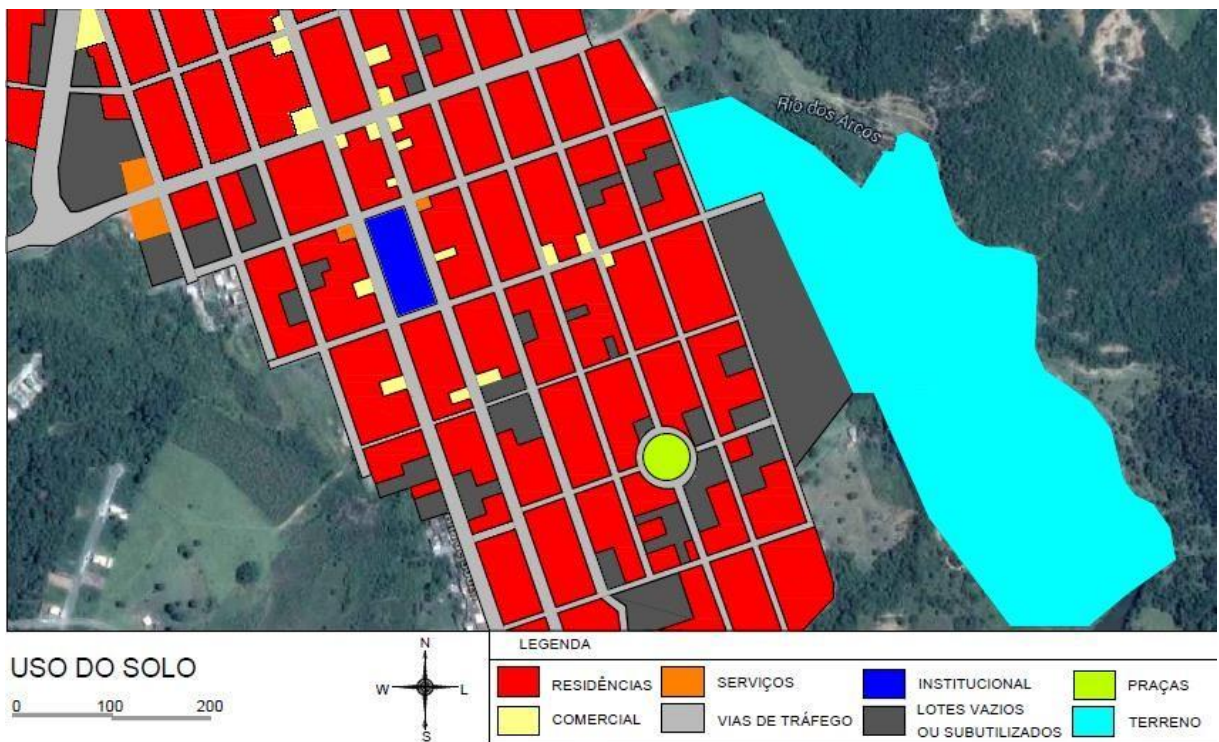 Rio dos Arcos
USO DO SOLO
0 100 200
N
W L
S
LEGENDA
RESIDÊNCIAS
SERVIÇOS
INSTITUCIONAL
PRAÇAS
COMERCIAL
VIAS DE TRÁFEGO
LOTES VAZIOS
OU SUBUTILIZADOS
TERRENO